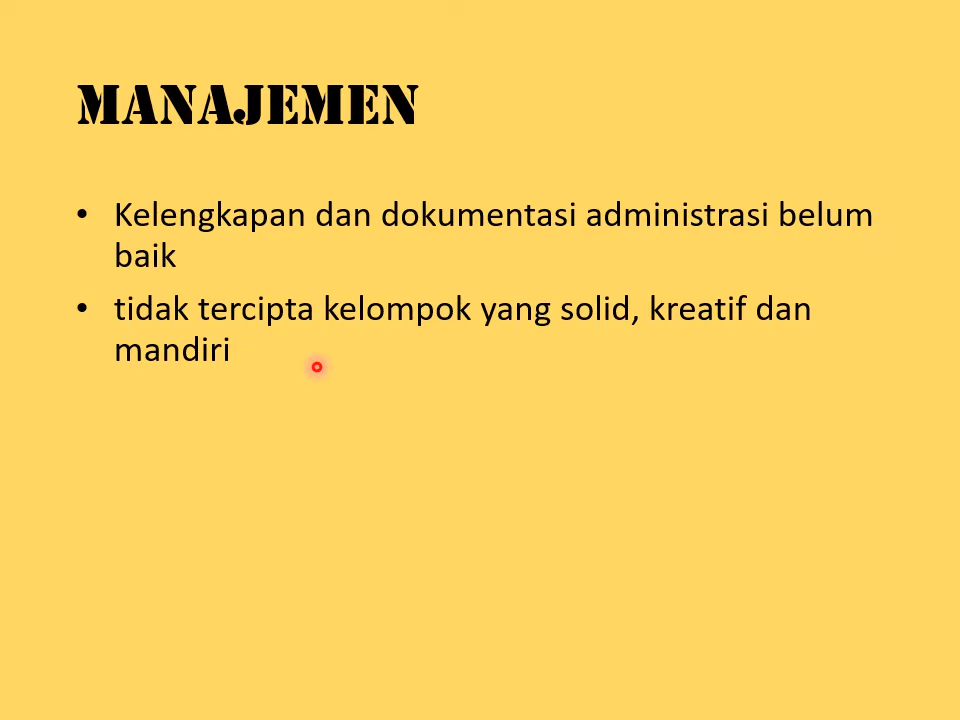 MANAJEMEN
• Kelengkapan dan dokumentasi administrasi belum
baik
• tidak tercipta kelompok yang solid, kreatif dan
mandiri